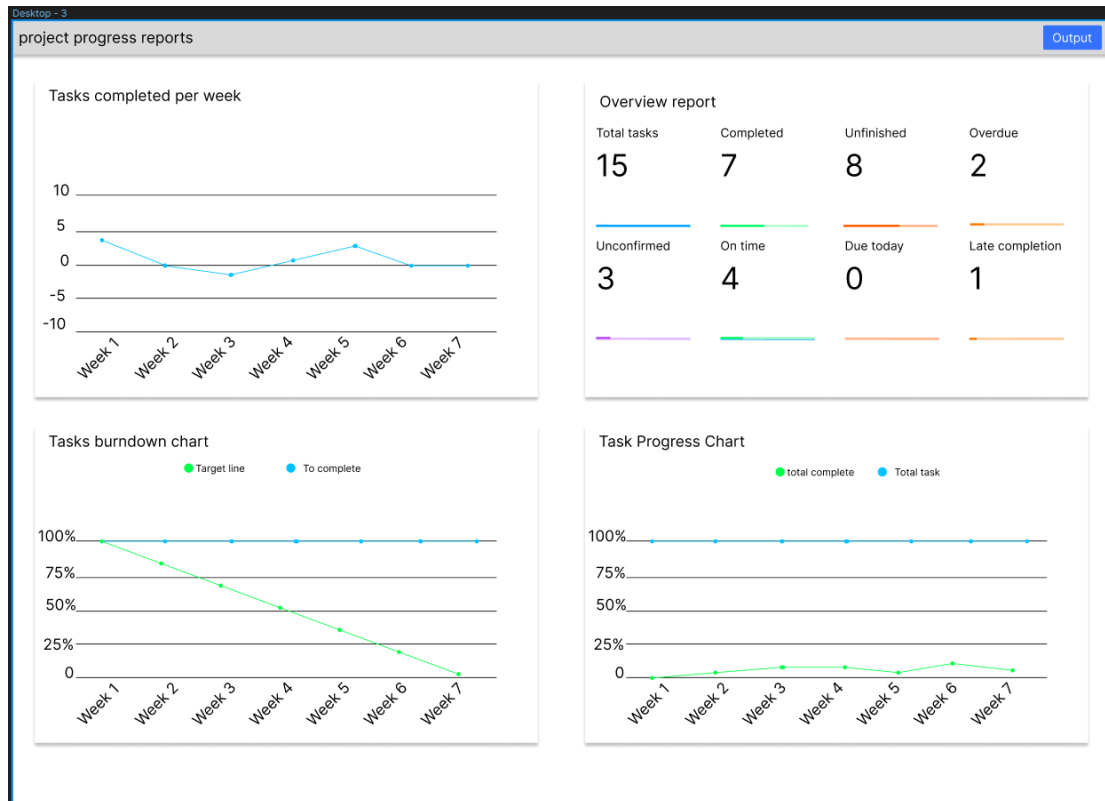 Desktop - 3
project progress reports
Output
Tasks completed per week
10
5
0
-5
-10
Week 1
Week 2
Week 3
Week 4
Week 5
Week 6
Week 7
Overview report
Total tasks Completed Unfinished Overdue
15 7 8 2
Unconfirmed On time Due today Late completion
3 4 0 1
Tasks burndown chart
Target line To complete
100%
75%
50%
25%
0
Week 1
Week 2
Week 3
Week 4
Week 5
Week 6
Week 7
Task Progress Chart
total complete Total task
100%
75%
50%
25%
0
Week 1
Week 2
Week 3
Week 4
Week 5
Week 6
Week 7